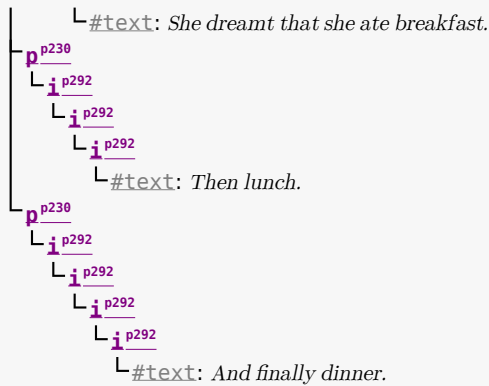 #text: She dreamt that she ate breakfast.
p p230
i p292
i p292
i p292
#text: Then lunch.
p p230
i p292
i p292
i p292
i p292
#text: And finally dinner.